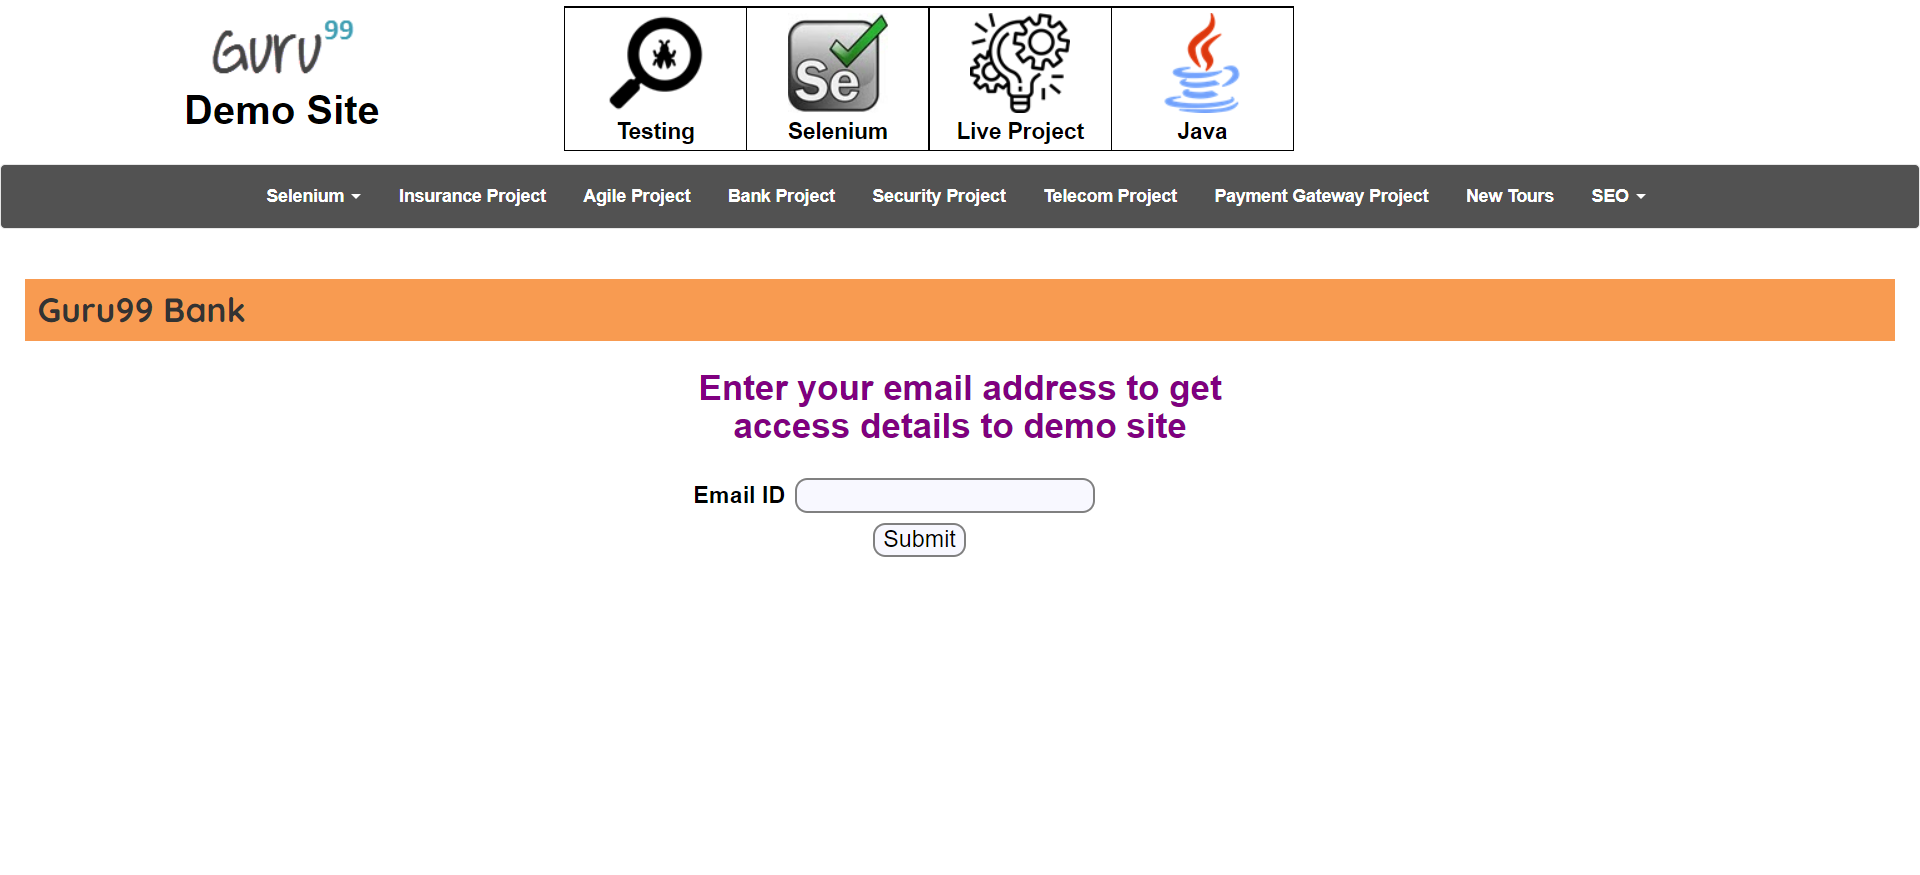 Guru99
Demo Site
Testing
Se
Selenium
Live Project
Java
Selenium
Insurance Project
Agile Project
Bank Project
Security Project
Telecom Project
Payment Gateway Project
New Tours
SEO
Guru99 Bank
Enter your email address to get
access details to demo site
Email ID
Submit